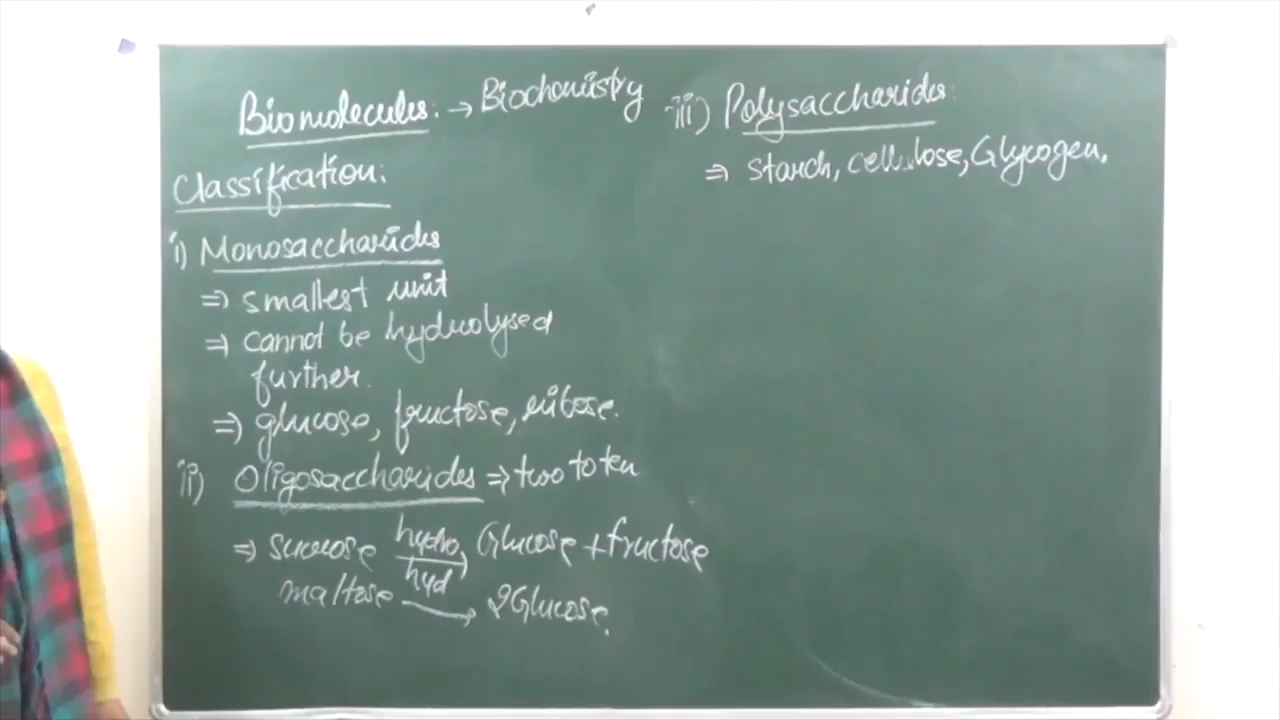 Biomolecules: → Biochemistry
Classification:
i) Monosaccharides
⇒ smallest unit
⇒ cannot be hydrolysed
further.
⇒ glucose, fructose, ribose.
ii) Oligosaccharides ⇒ two to ten
⇒ sucrose hydro Glucose + fructose
hyd
maltose → 2Glucose.
iii) Polysaccharides:
⇒ starch, cellulose, Glycogen.